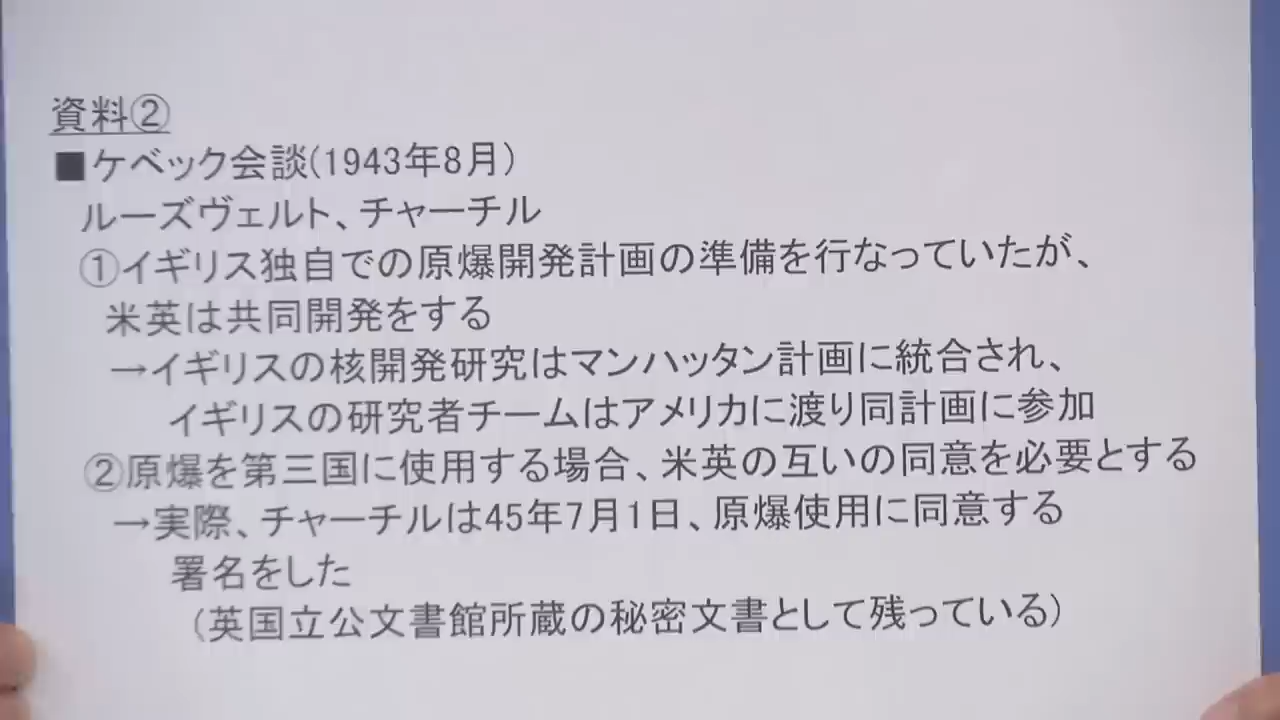 資料②
■ケベック会談(1943年8月)
ルーズヴェルト、チャーチル
①イギリス独自での原爆開発計画の準備を行なっていたが、
米英は共同開発をする
→イギリスの核開発研究はマンハッタン計画に統合され、
イギリスの研究者チームはアメリカに渡り同計画に参加
②原爆を第三国に使用する場合、米英の互いの同意を必要とする
→実際、チャーチルは45年7月1日、原爆使用に同意する
署名をした
(英国立公文書館所蔵の秘密文書として残っている)